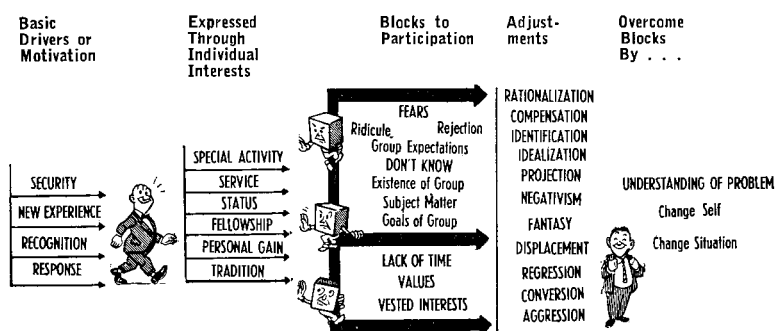 Basic
Drivers or
Motivation
Expressed
Through
Individual
Interests
Blocks to
Participation
Adjust-
ments
Overcome
Blocks
By . . .
SECURITY
NEW EXPERIENCE
RECOGNITION
RESPONSE
SPECIAL ACTIVITY
SERVICE
STATUS
FELLOWSHIP
PERSONAL GAIN
TRADITION
FEARS
Ridicule, Rejection
Group Expectations
DON'T KNOW
Existence of Group
Subject Matter
Goals of Group
LACK OF TIME
VALUES
VESTED INTERESTS
RATIONALIZATION
COMPENSATION
IDENTIFICATION
IDEALIZATION
PROJECTION
NEGATIVISM
FANTASY
DISPLACEMENT
REGRESSION
CONVERSION
AGGRESSION
UNDERSTANDING OF PROBLEM
Change Self
Change Situation